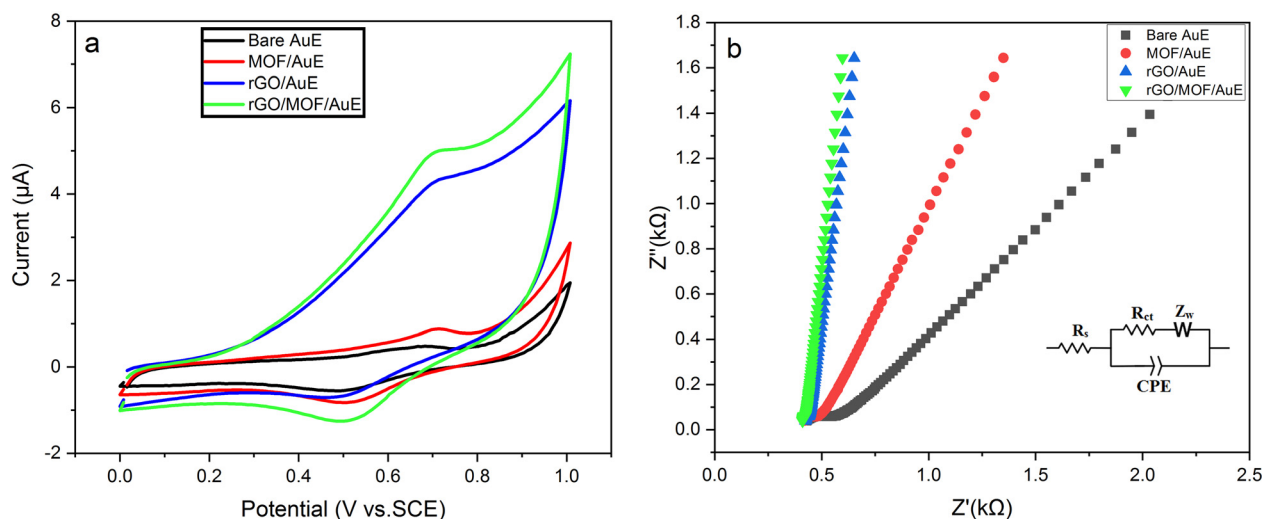 a
Bare AuE
MOF/AuE
rGO/AuE
rGO/MOF/AuE
8
6
4
2
0
-2
Current (µA)
0.0 0.2 0.4 0.6 0.8 1.0
Potential (V vs.SCE)
b
Bare AuE
MOF/AuE
rGO/AuE
rGO/MOF/AuE
1.8
1.6
1.4
1.2
1.0
0.8
0.6
0.4
0.2
0.0
Z''(kΩ)
Rs
Rct
Zw
CPE
0.0 0.5 1.0 1.5 2.0 2.5
Z'(kΩ)